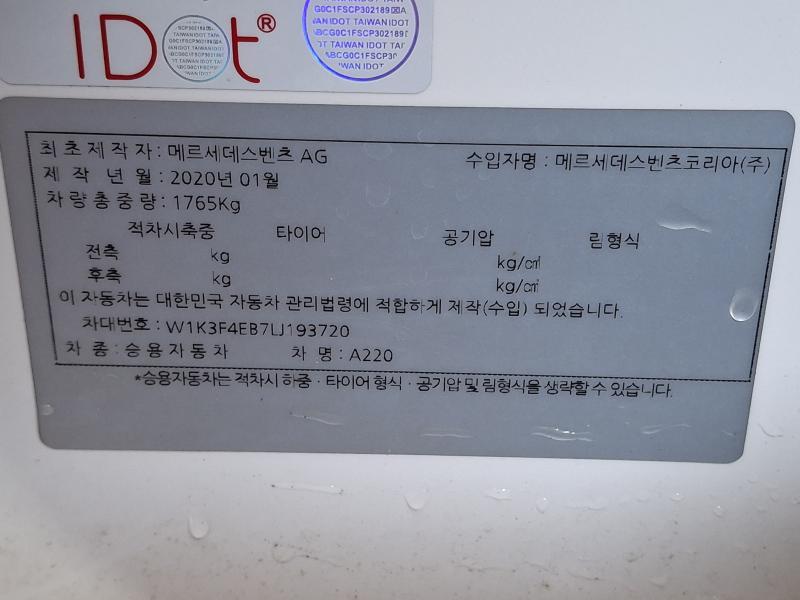 IDot®
최초제작자: 메르세데스벤츠 AG 수입자명 : 메르세데스벤츠코리아(주)
제 작 년 월 : 2020년 01월
차 량 총 중 량 : 1765Kg
적차시축중 타이어 공기압 림형식
전축 kg kg/㎠
후축 kg kg/㎠
이 자동차는 대한민국 자동차 관리법령에 적합하게 제작(수입) 되었습니다.
차대번호 : W1K3F4EB7LJ193720
차 종 : 승용자동차 차 명 : A220
*승용자동차는 적차시 하중 · 타이어 형식 · 공기압 및 림형식을 생략할 수 있습니다.